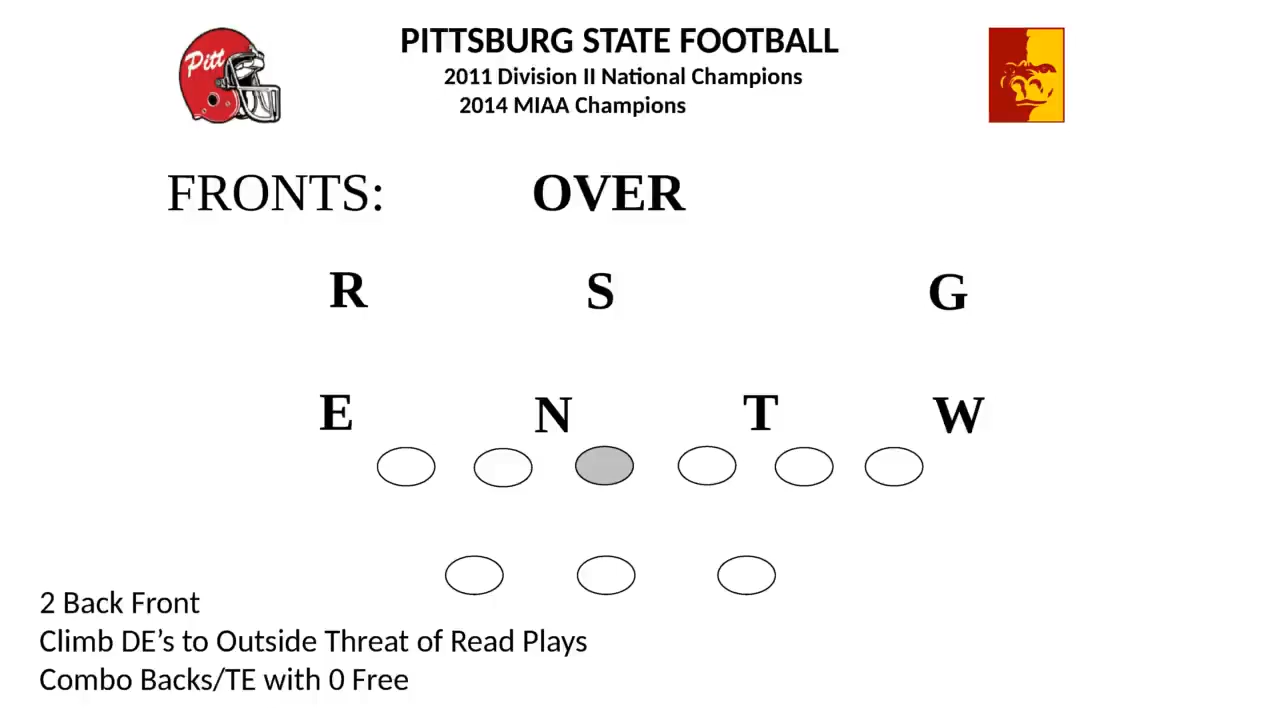 Pitt
PITTSBURG STATE FOOTBALL
2011 Division II National Champions
2014 MIAA Champions
FRONTS: OVER
R S G
E N T W
2 Back Front
Climb DE’s to Outside Threat of Read Plays
Combo Backs/TE with 0 Free